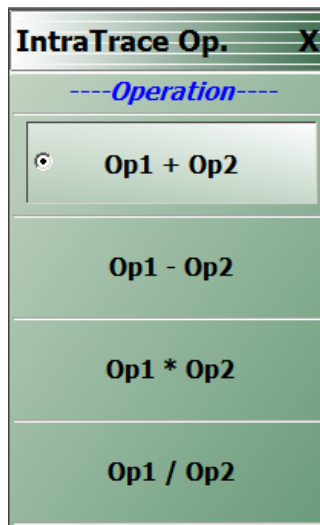 IntraTrace Op. X
----Operation----
Op1 + Op2
Op1 - Op2
Op1 * Op2
Op1 / Op2